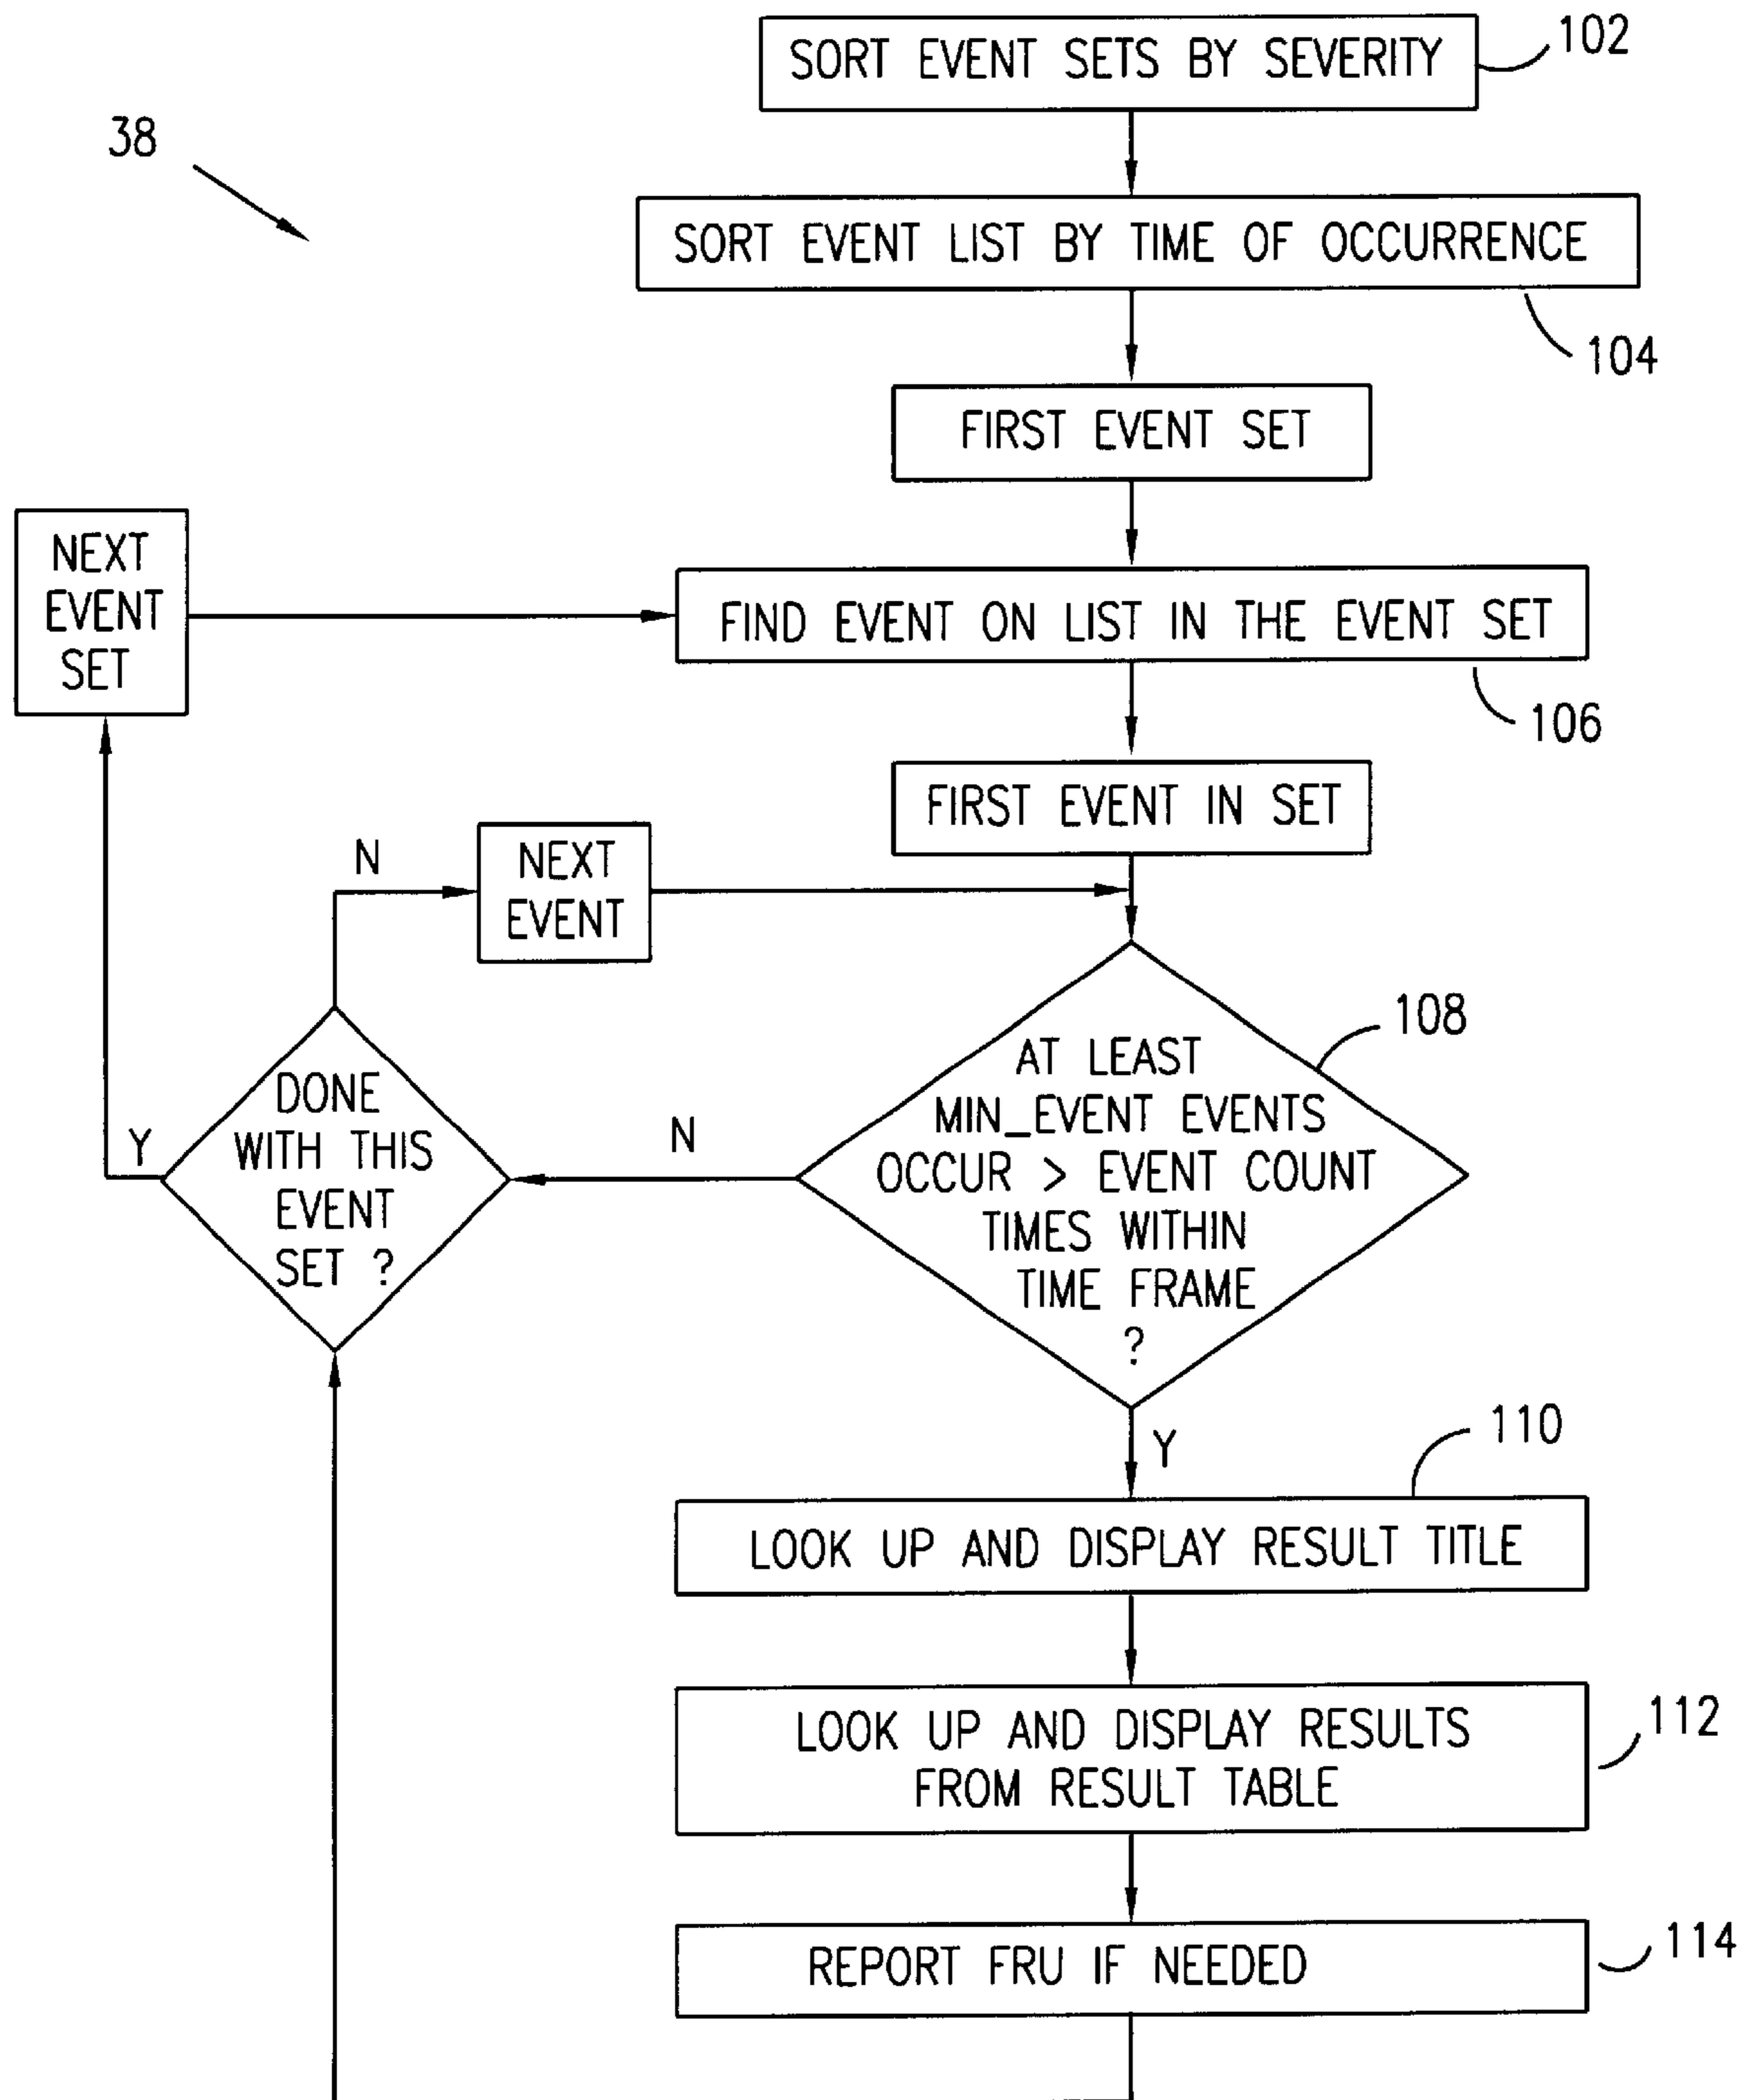 SORT EVENT SETS BY SEVERITY
102
38
SORT EVENT LIST BY TIME OF OCCURRENCE
104
FIRST EVENT SET
NEXT
EVENT
SET
FIND EVENT ON LIST IN THE EVENT SET
106
FIRST EVENT IN SET
N
NEXT
EVENT
108
AT LEAST
MIN_EVENT EVENTS
OCCUR > EVENT COUNT
TIMES WITHIN
TIME FRAME
?
N
DONE
WITH THIS
EVENT
SET ?
Y
Y
110
LOOK UP AND DISPLAY RESULT TITLE
LOOK UP AND DISPLAY RESULTS
FROM RESULT TABLE
112
REPORT FRU IF NEEDED
114